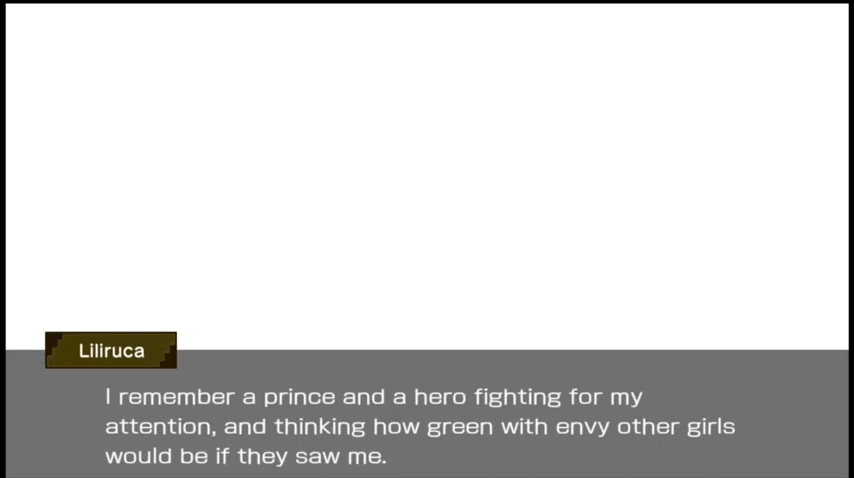 Liliruca
I remember a prince and a hero fighting for my
attention, and thinking how green with envy other girls
would be if they saw me.